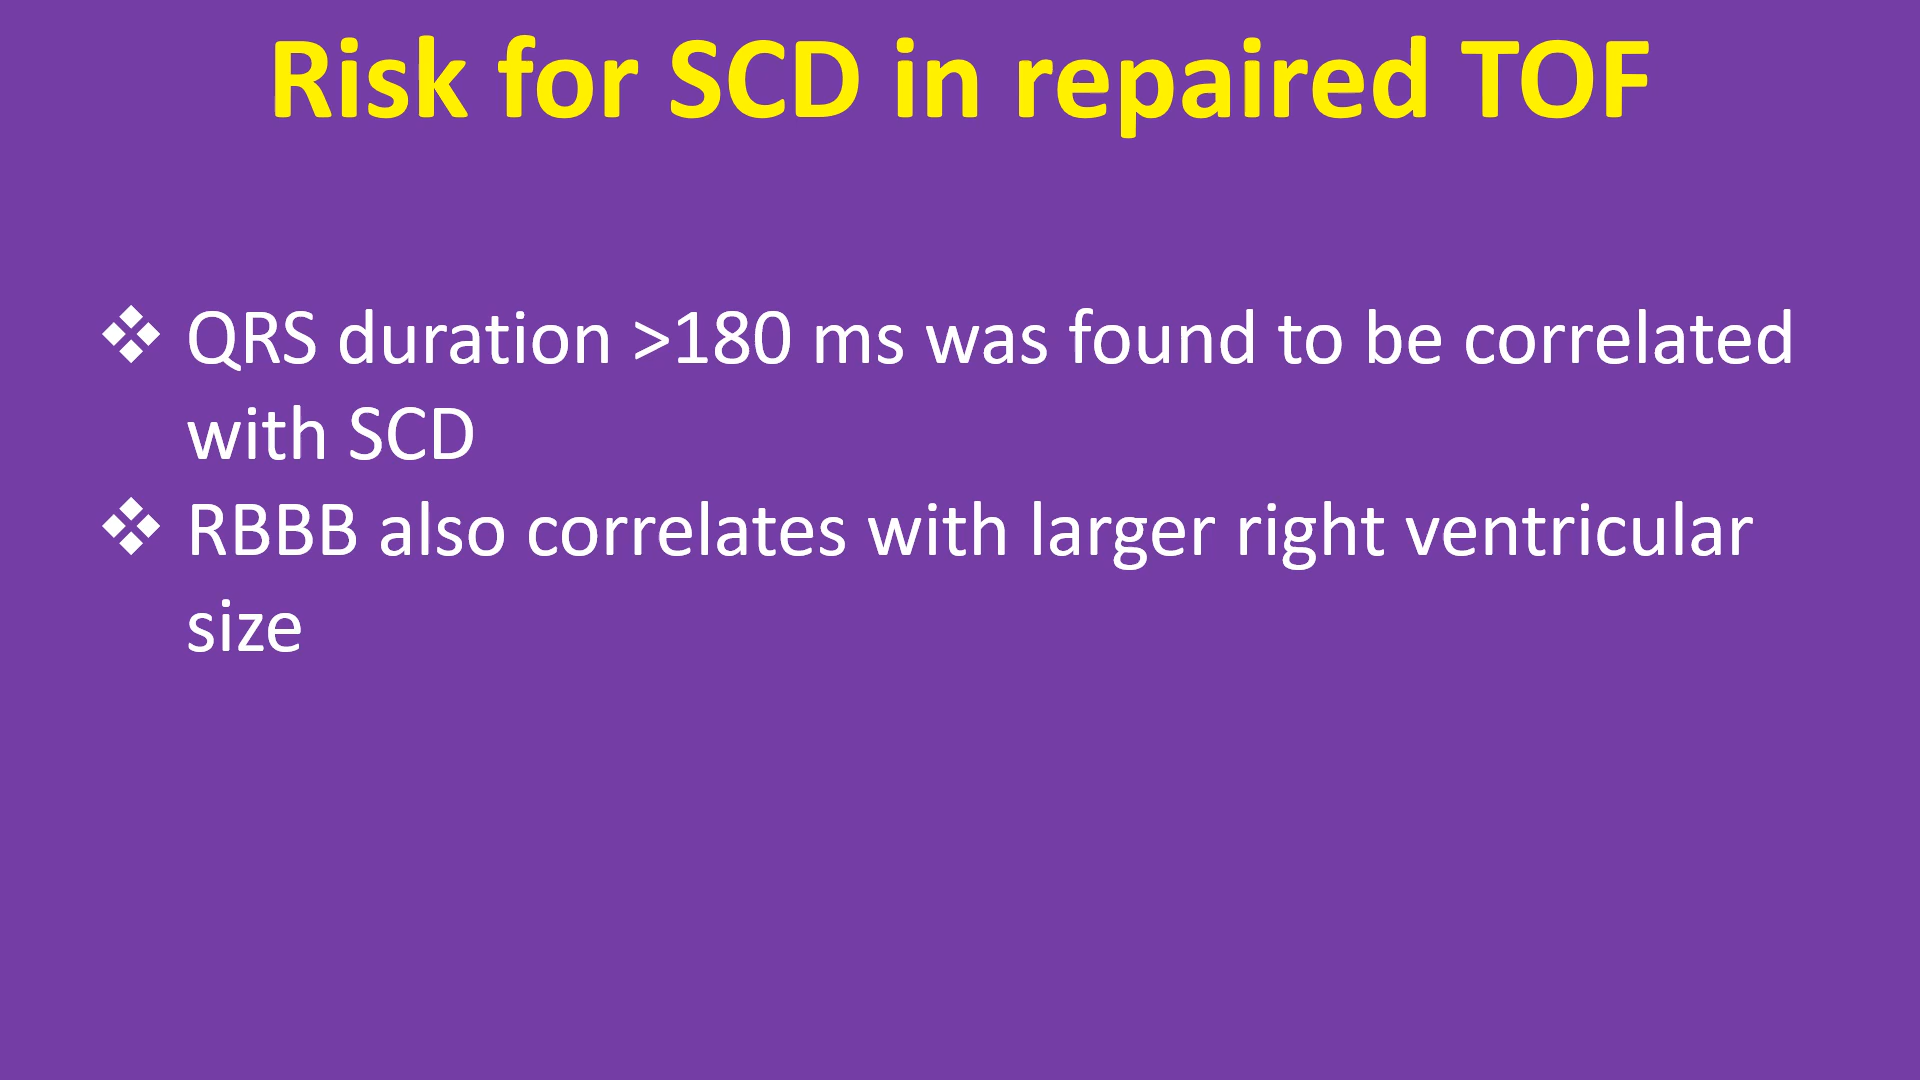 Risk for SCD in repaired TOF
❖ QRS duration >180 ms was found to be correlated
with SCD
❖ RBBB also correlates with larger right ventricular
size